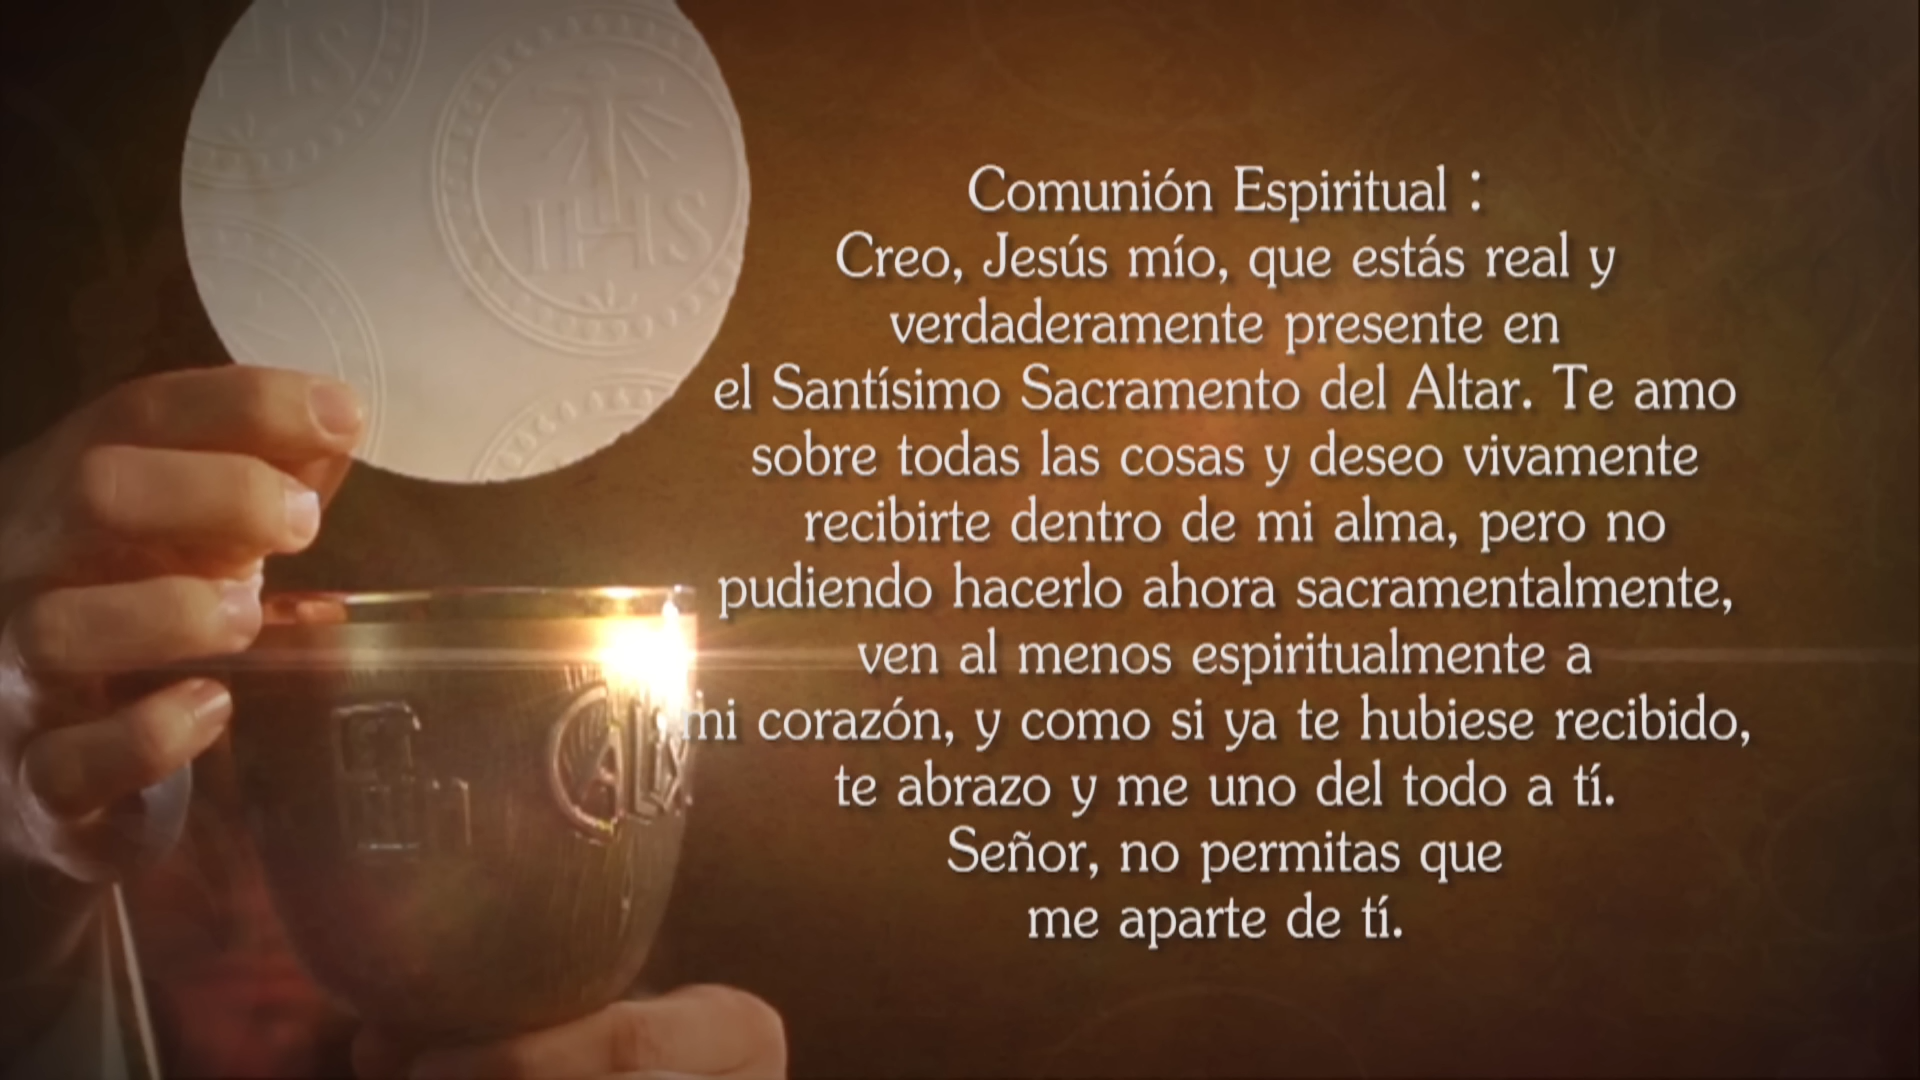 IHS
Comunión Espiritual :
Creo, Jesús mío, que estás real y
verdaderamente presente en
el Santísimo Sacramento del Altar. Te amo
sobre todas las cosas y deseo vivamente
recibirte dentro de mi alma, pero no
pudiendo hacerlo ahora sacramentalmente,
ven al menos espiritualmente a
mi corazón, y como si ya te hubiese recibido,
te abrazo y me uno del todo a tí.
Señor, no permitas que
me aparte de tí.